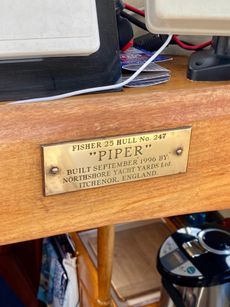 FISHER 25 HULL No. 247
"PIPER"
BUILT SEPTEMBER 1996 BY
NORTHSHORE YACHT YARDS Ltd.
ITCHENOR, ENGLAND.